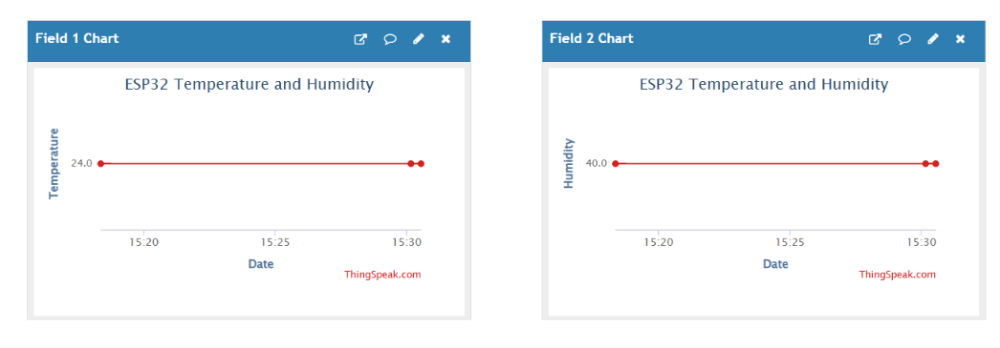 Field 1 Chart
ESP32 Temperature and Humidity
Temperature
24.0
15:20 15:25 15:30
Date
ThingSpeak.com
Field 2 Chart
ESP32 Temperature and Humidity
Humidity
40.0
15:20 15:25 15:30
Date
ThingSpeak.com